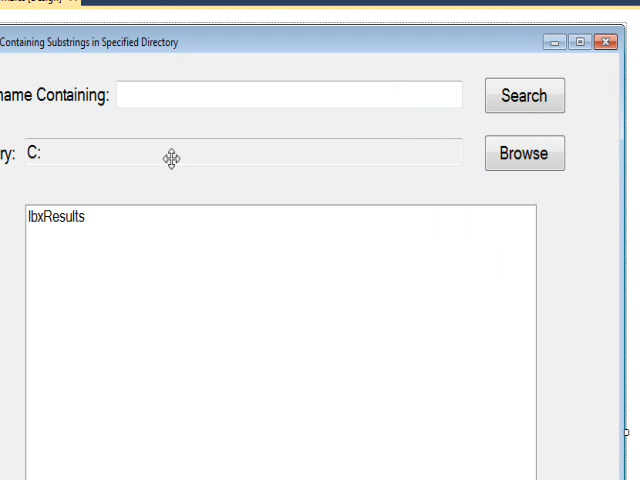 Containing Substrings in Specified Directory
name Containing:
Search
ry: C:
Browse
lbxResults